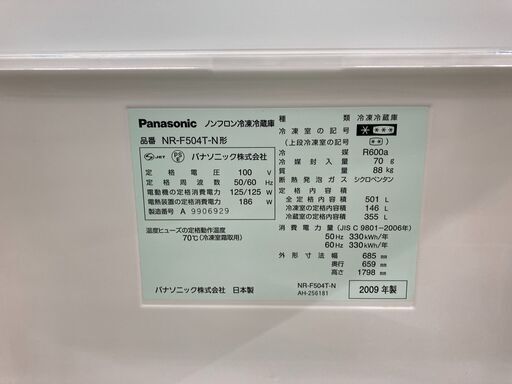 Panasonic ノンフロン冷凍冷蔵庫
品番 NR-F504T-N形
JET PSE パナソニック株式会社
定格電圧 100 V
定格周波数 50/60 Hz
電動機の定格消費電力 125/125 W
電熱装置の定格消費電力 186 W
製造番号 A 9906929
温度ヒューズの定格動作温度
70℃(冷凍室霜取用)
パナソニック株式会社 日本製
種類 冷凍冷蔵庫
冷凍室の記号 * ***
(上段冷凍室の記号) (**)
冷媒 R600a
冷媒封入量 70 g
質量 88 kg
断熱発泡ガス シクロペンタン
定格内容積
全定格内容積 501 L
冷凍室の定格内容積 146 L
冷蔵室の定格内容積 355 L
消費電力量(JIS C 9801-2006年)
50Hz 330kWh/年
60Hz 330kWh/年
外形寸法 幅 685 mm
奥行 659 mm
高さ 1798 mm
NR-F504T-N
AH-256181
2009年製